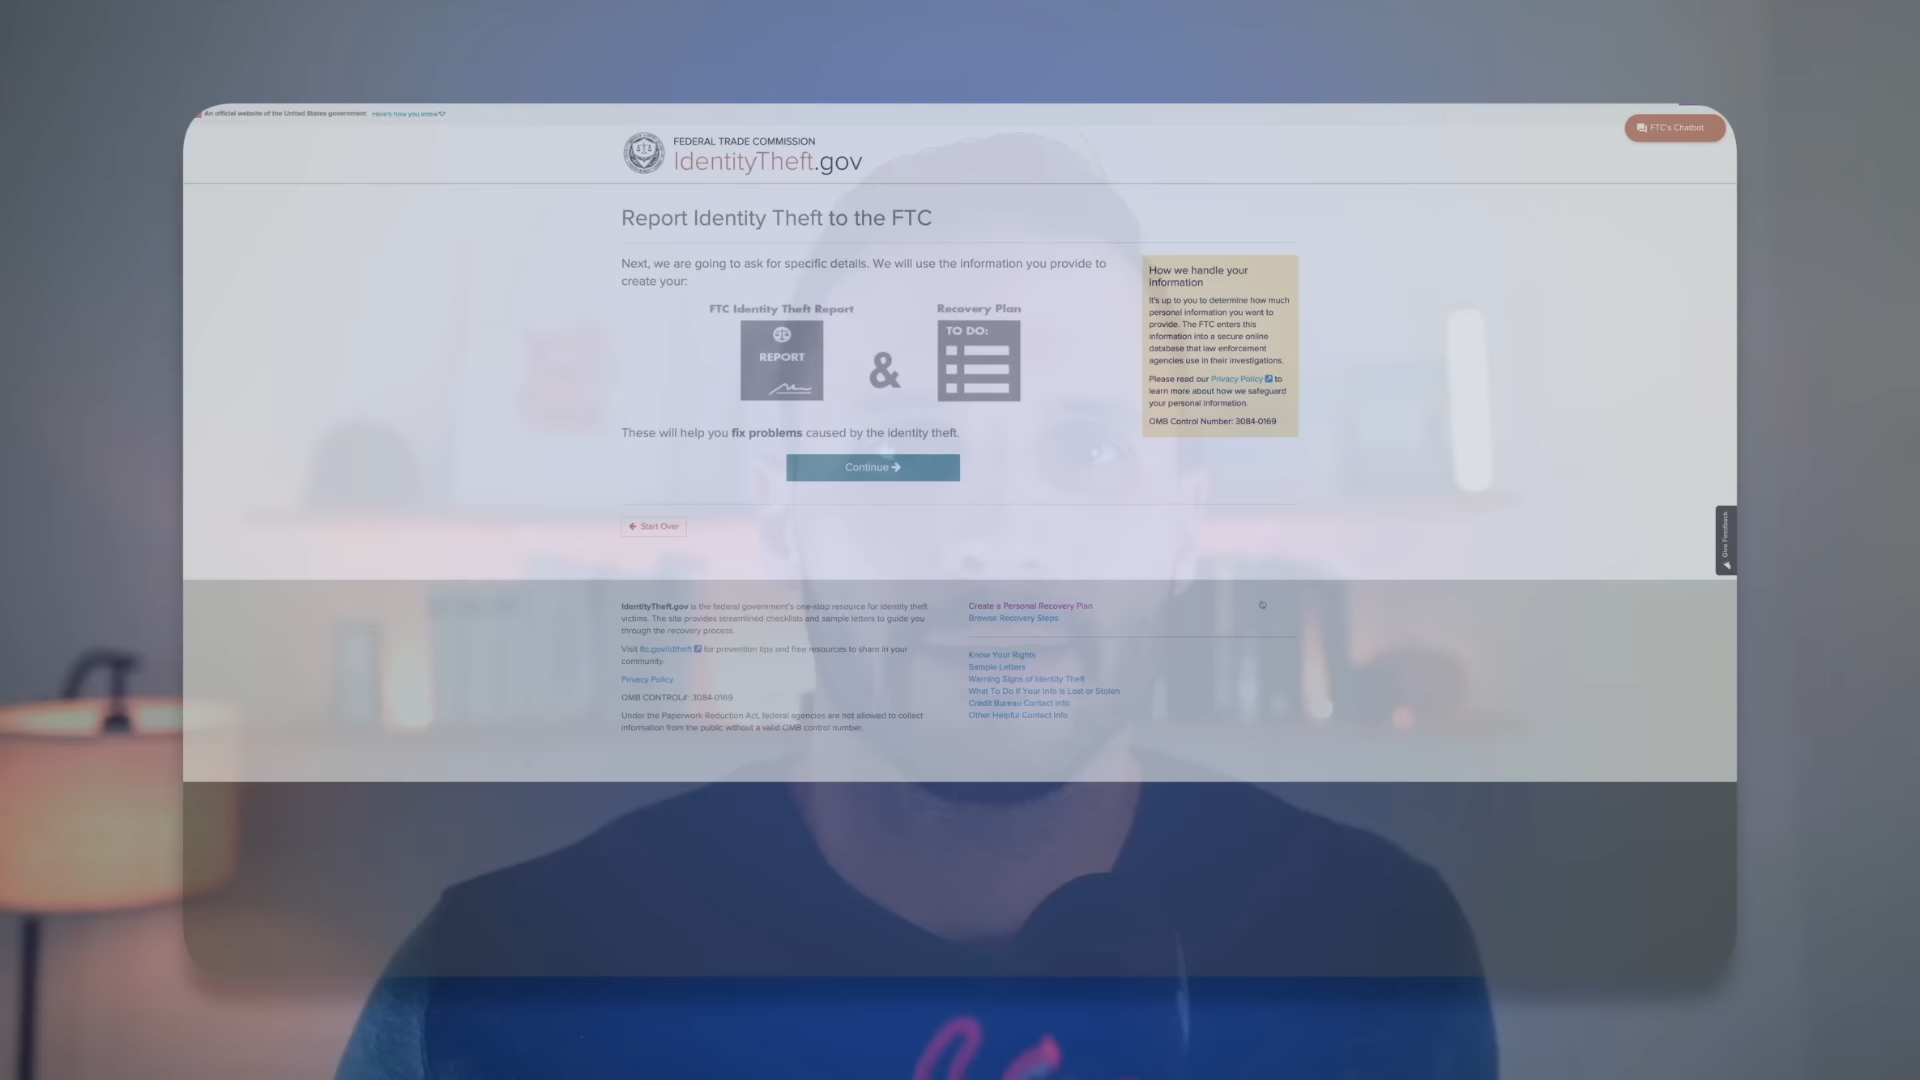 An official website of the United States government Here's how you know
FTC's Chatbot
FEDERAL TRADE COMMISSION
IdentityTheft.gov
Report Identity Theft to the FTC
Next, we are going to ask for specific details. We will use the information you provide to
create your:
FTC Identity Theft Report
REPORT
&
Recovery Plan
TO DO:
These will help you fix problems caused by the identity theft.
Continue
How we handle your
information
It's up to you to determine how much
personal information you want to
provide. The FTC enters this
information into a secure online
database that law enforcement
agencies use in their investigations.
Please read our Privacy Policy to
learn more about how we safeguard
your personal information.
OMB Control Number: 3084-0169
Start Over
Give Feedback
IdentityTheft.gov is the federal government's one-stop resource for identity theft
victims. The site provides streamlined checklists and sample letters to guide you
through the recovery process.
Visit ftc.gov/idtheft for prevention tips and free resources to share in your
community.
Privacy Policy
OMB CONTROL#: 3084-0169
Under the Paperwork Reduction Act, federal agencies are not allowed to collect
information from the public without a valid OMB control number.
Create a Personal Recovery Plan
Browse Recovery Steps
Know Your Rights
Sample Letters
Warning Signs of Identity Theft
What To Do If Your Info Is Lost or Stolen
Credit Bureau Contact Info
Other Helpful Contact Info